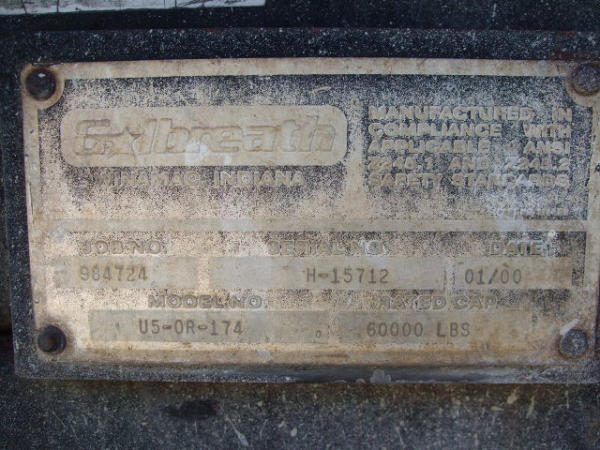 Galbreath
WINAMAC, INDIANA
MANUFACTURED IN
COMPLIANCE WITH
APPLICABLE ANSI
Z245.1 AND Z245.2
SAFETY STANDARDS
JOB NO. SERIAL NO. DATE
984724 H-15712 01/00
MODEL NO. RATED CAP.
U5-OR-174 60000 LBS